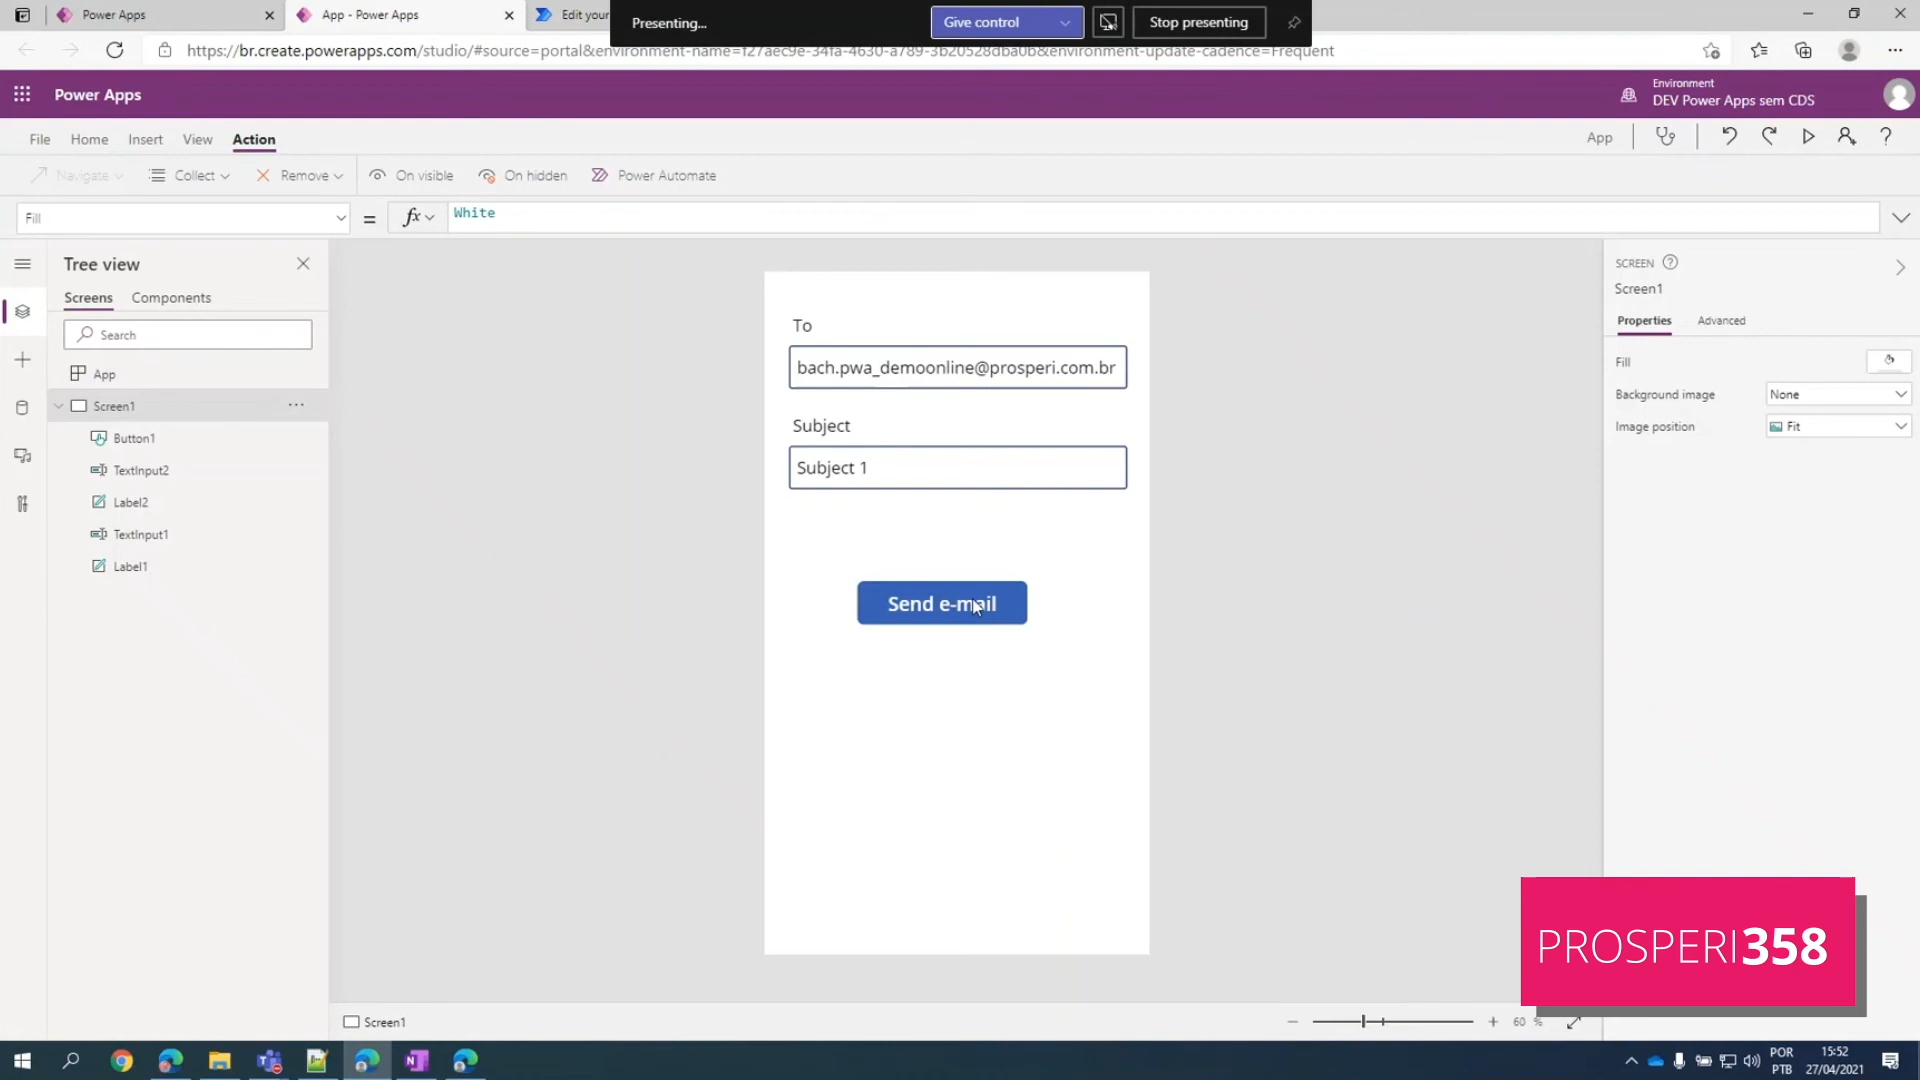 Power Apps
App - Power Apps
Edit your
Presenting...
Give control
Stop presenting
https://br.create.powerapps.com/studio/#source=portal&environment-name=f27aec9e-34fa-4630-a789-3b20528dba0b&environment-update-cadence=Frequent
Power Apps
Environment
DEV Power Apps sem CDS
File
Home
Insert
View
Action
App
Navigate
Collect
Remove
On visible
On hidden
Power Automate
Fill
=
fx
White
Tree view
Screens
Components
Search
App
Screen1
Button1
TextInput2
Label2
TextInput1
Label1
To
bach.pwa_demoonline@prosperi.com.br
Subject
Subject 1
Send e-mail
SCREEN
Screen1
Properties
Advanced
Fill
Background image
None
Image position
Fit
PROSPERI358
Screen1
60 %
POR
PTB
15:52
27/04/2021